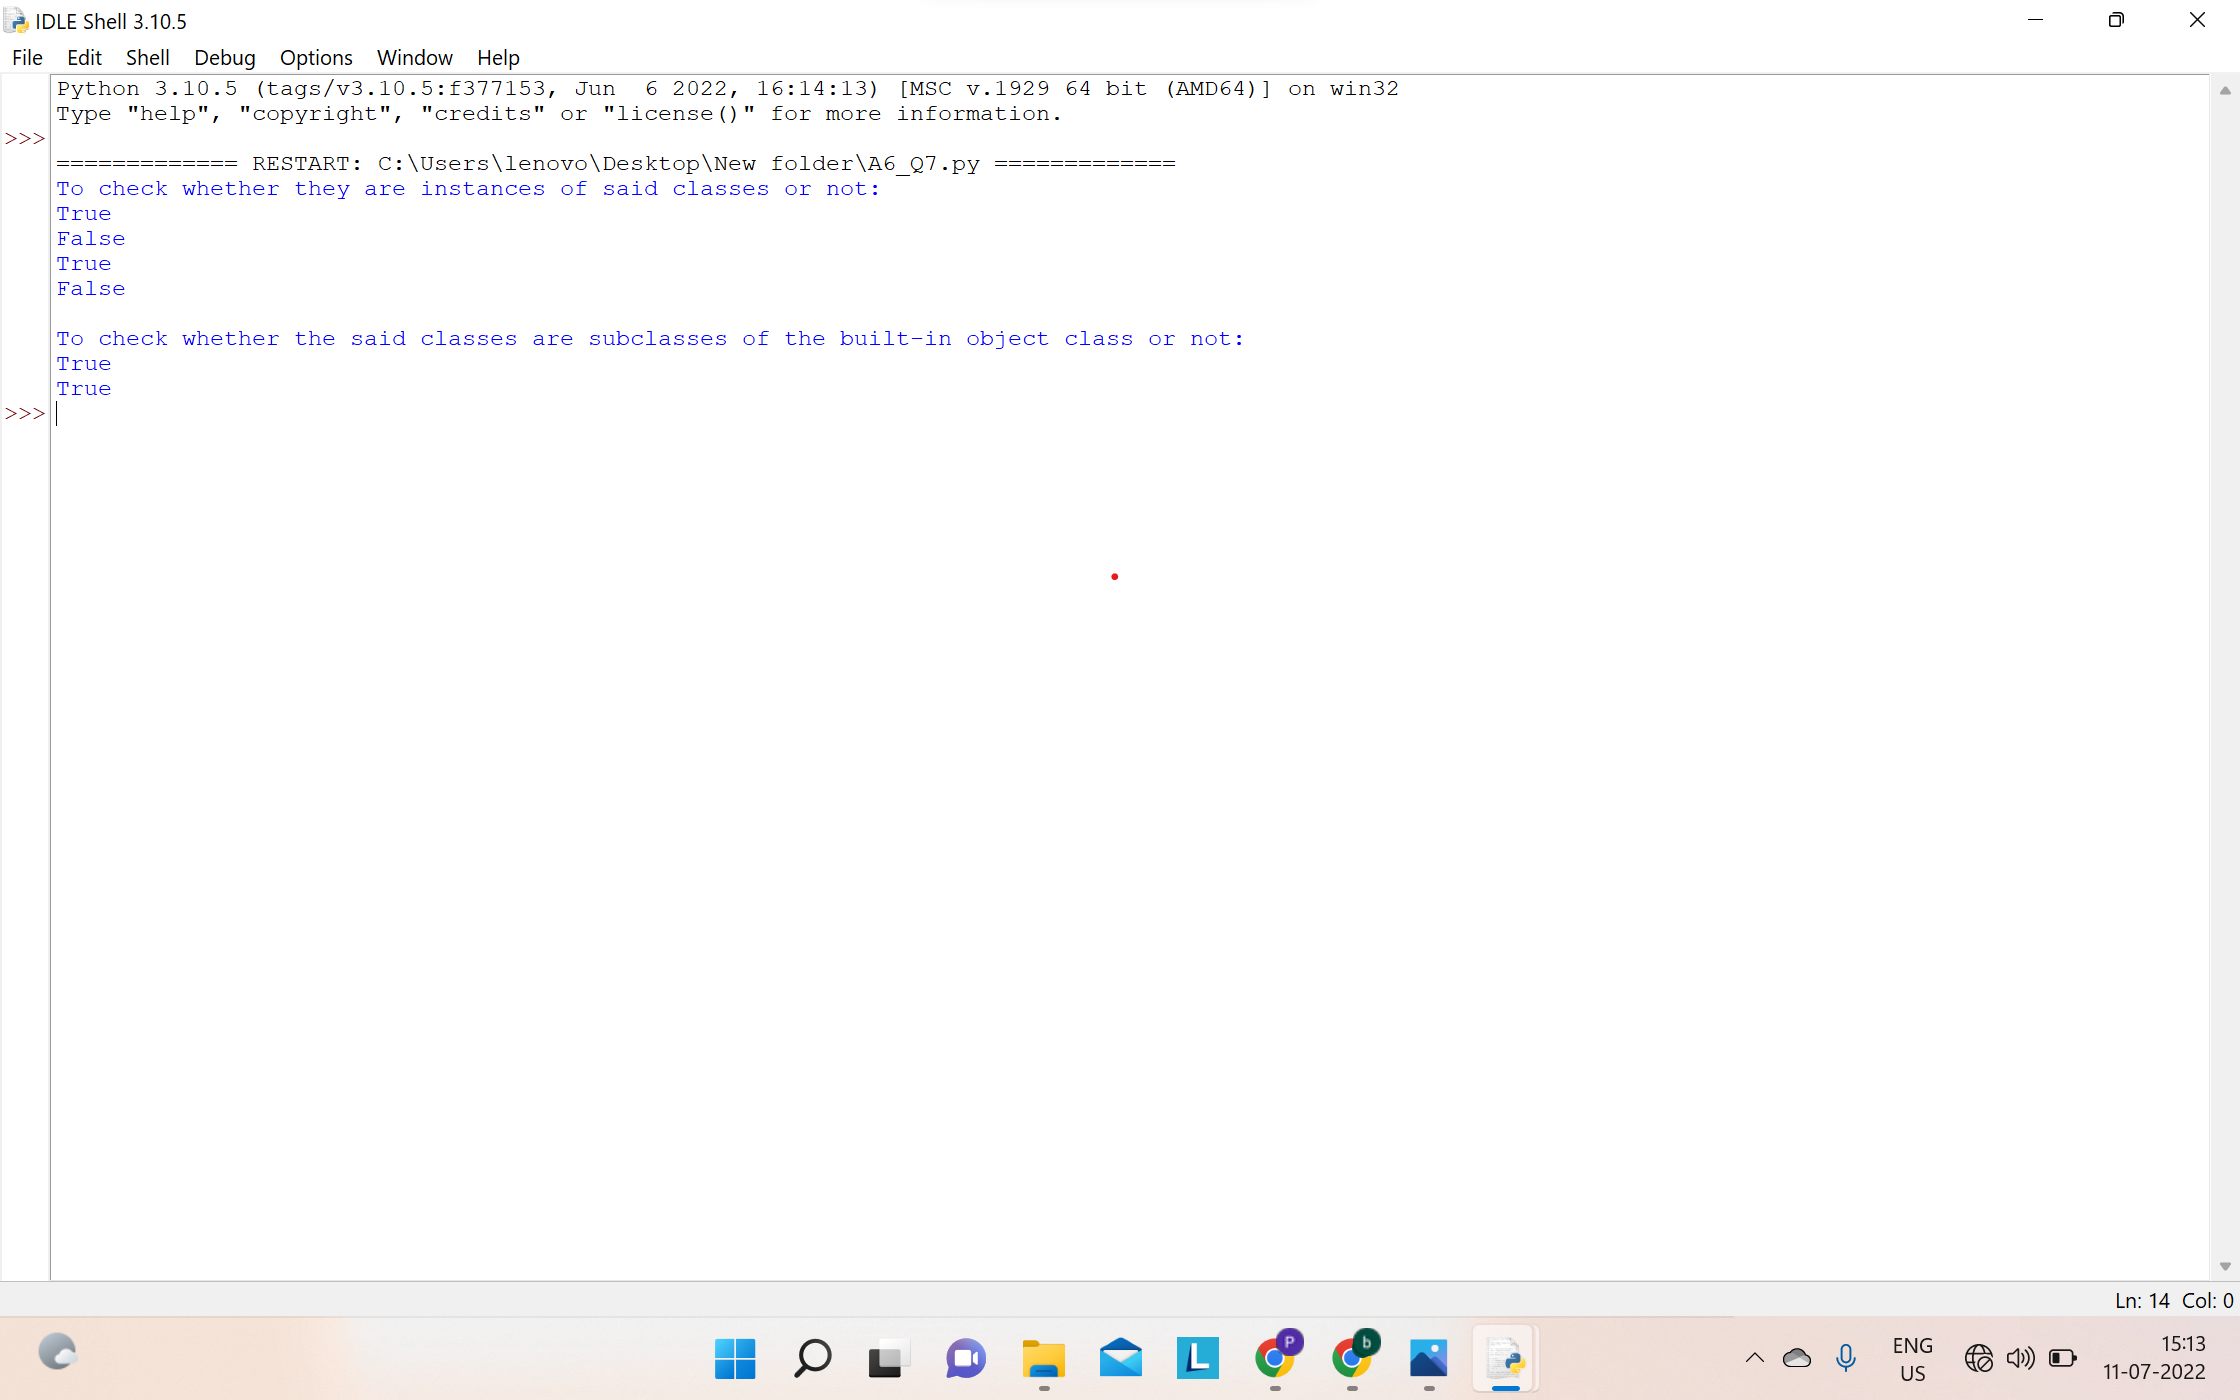 IDLE Shell 3.10.5
File Edit Shell Debug Options Window Help
Python 3.10.5 (tags/v3.10.5:f377153, Jun  6 2022, 16:14:13) [MSC v.1929 64 bit (AMD64)] on win32
Type "help", "copyright", "credits" or "license()" for more information.
>>>
============= RESTART: C:\Users\lenovo\Desktop\New folder\A6_Q7.py =============
To check whether they are instances of said classes or not:
True
False
True
False
To check whether the said classes are subclasses of the built-in object class or not:
True
True
>>>
Ln: 14 Col: 0
L
P
b
ENG
US
15:13
11-07-2022